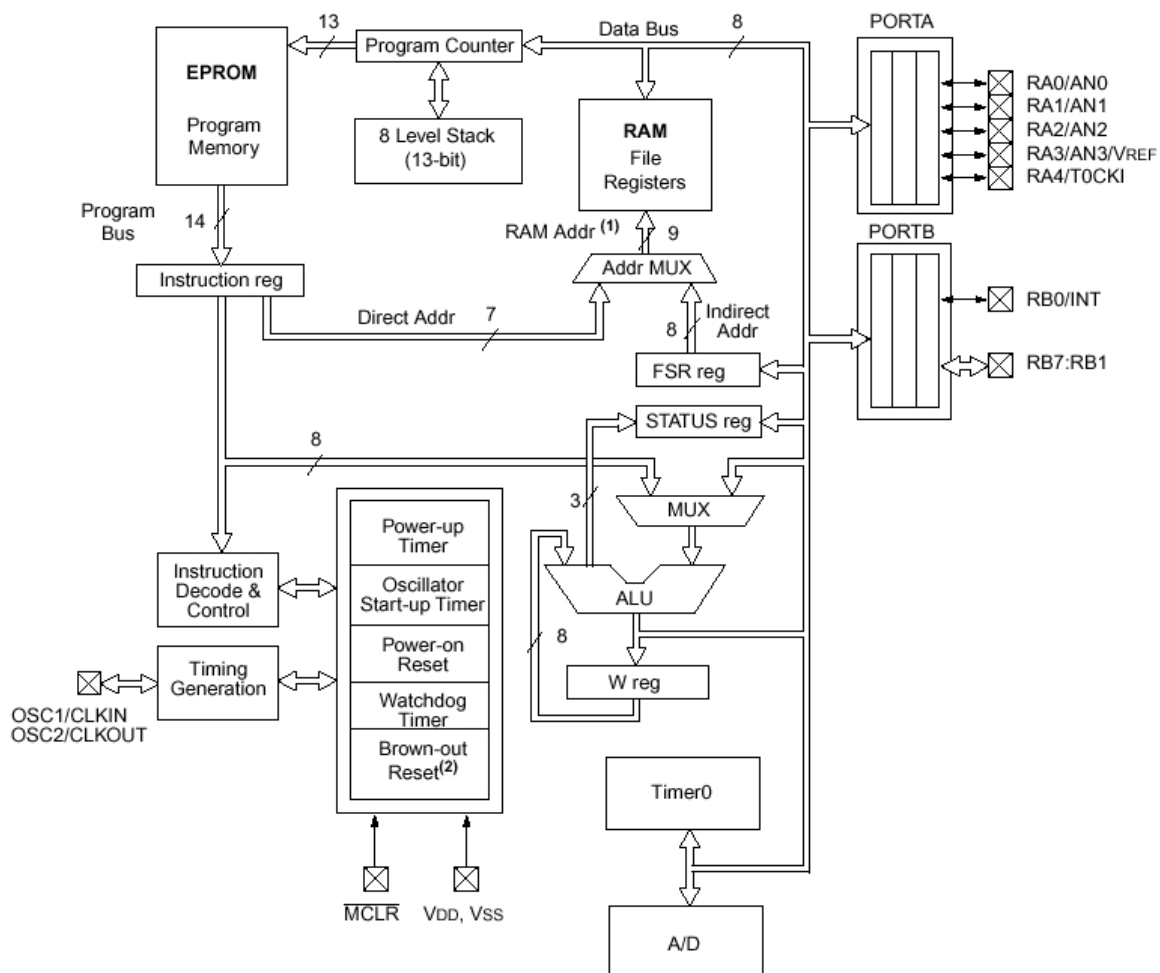 13
Program Counter
Data Bus
8
PORTA
EPROM
Program
Memory
8 Level Stack
(13-bit)
RAM
File
Registers
RA0/AN0
RA1/AN1
RA2/AN2
RA3/AN3/VREF
RA4/T0CKI
Program
Bus
14
RAM Addr (1)
9
PORTB
Instruction reg
Addr MUX
Direct Addr
7
8
Indirect
Addr
RB0/INT
RB7:RB1
FSR reg
STATUS reg
8
3
MUX
Power-up
Timer
Instruction
Decode &
Control
Oscillator
Start-up Timer
ALU
8
Power-on
Reset
Timing
Generation
W reg
Watchdog
Timer
OSC1/CLKIN
OSC2/CLKOUT
Brown-out
Reset(2)
Timer0
MCLR
VDD, VSS
A/D